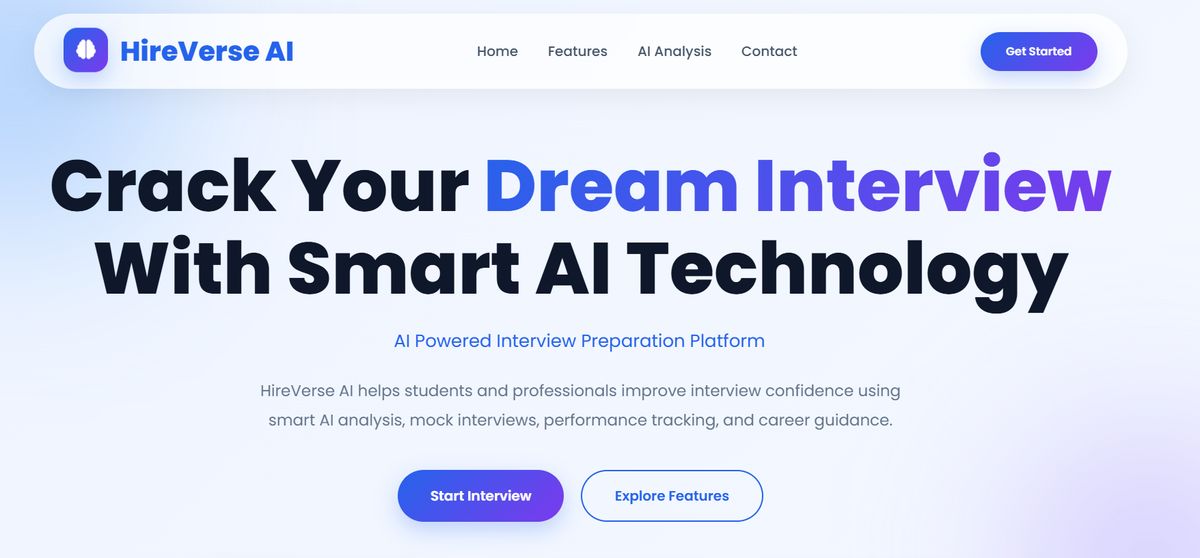 HireVerse AI
Home
Features
AI Analysis
Contact
Get Started
Crack Your Dream Interview
With Smart AI Technology
AI Powered Interview Preparation Platform
HireVerse AI helps students and professionals improve interview confidence using
smart AI analysis, mock interviews, performance tracking, and career guidance.
Start Interview
Explore Features